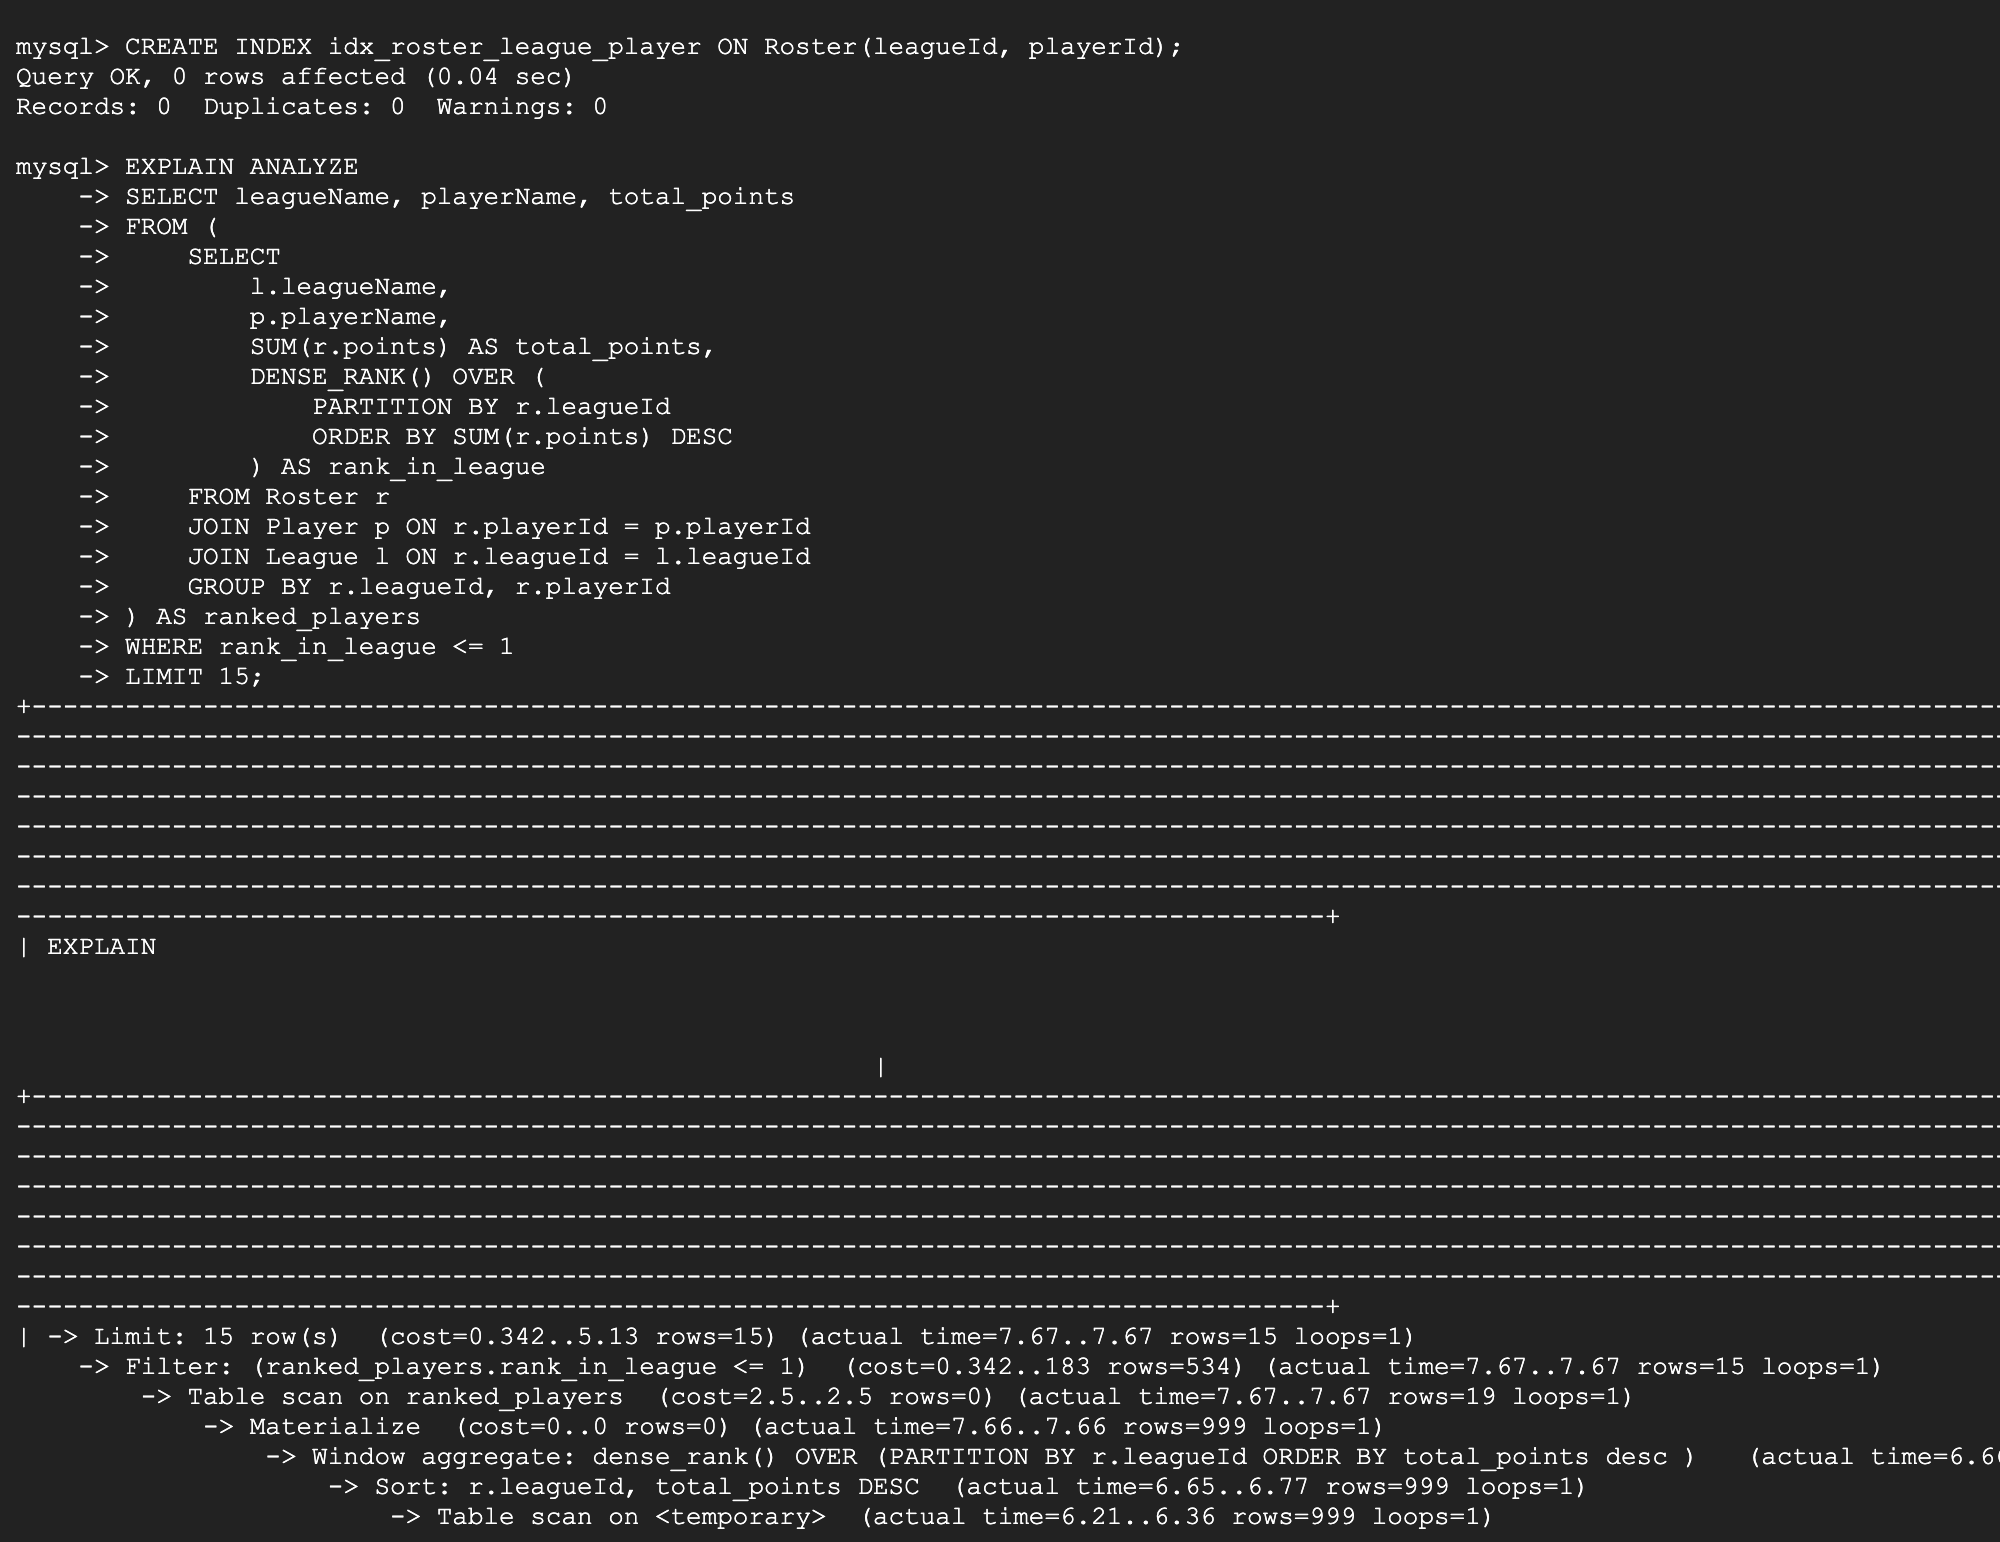 mysql> CREATE INDEX idx_roster_league_player ON Roster(leagueId, playerId);
Query OK, 0 rows affected (0.04 sec)
Records: 0  Duplicates: 0  Warnings: 0

mysql> EXPLAIN ANALYZE
    -> SELECT leagueName, playerName, total_points
    -> FROM (
    ->     SELECT
    ->         l.leagueName,
    ->         p.playerName,
    ->         SUM(r.points) AS total_points,
    ->         DENSE_RANK() OVER (
    ->             PARTITION BY r.leagueId
    ->             ORDER BY SUM(r.points) DESC
    ->         ) AS rank_in_league
    ->     FROM Roster r
    ->     JOIN Player p ON r.playerId = p.playerId
    ->     JOIN League l ON r.leagueId = l.leagueId
    ->     GROUP BY r.leagueId, r.playerId
    -> ) AS ranked_players
    -> WHERE rank_in_league <= 1
    -> LIMIT 15;
| EXPLAIN
|
| -> Limit: 15 row(s)  (cost=0.342..5.13 rows=15) (actual time=7.67..7.67 rows=15 loops=1)
    -> Filter: (ranked_players.rank_in_league <= 1)  (cost=0.342..183 rows=534) (actual time=7.67..7.67 rows=15 loops=1)
        -> Table scan on ranked_players  (cost=2.5..2.5 rows=0) (actual time=7.67..7.67 rows=19 loops=1)
            -> Materialize  (cost=0..0 rows=0) (actual time=7.66..7.66 rows=999 loops=1)
                -> Window aggregate: dense_rank() OVER (PARTITION BY r.leagueId ORDER BY total_points desc )   (actual time=6.6
                    -> Sort: r.leagueId, total_points DESC  (actual time=6.65..6.77 rows=999 loops=1)
                        -> Table scan on <temporary>  (actual time=6.21..6.36 rows=999 loops=1)